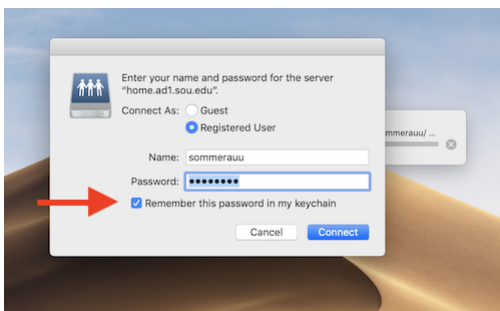 Enter your name and password for the server
“home.ad1.sou.edu”.
Connect As: Guest
Registered User
mmerauu/ ...
Name: sommerauu
Password: ••••••••
Remember this password in my keychain
Cancel Connect